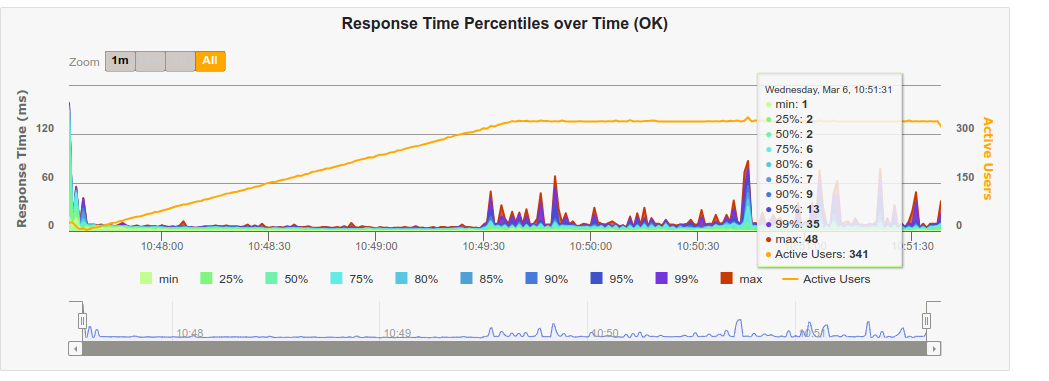 Response Time Percentiles over Time (OK)
Zoom 1m All
Response Time (ms)
120
60
0
Active Users
300
150
0
10:48:00 10:48:30 10:49:00 10:49:30 10:50:00 10:50:30 10:51:30
Wednesday, Mar 6, 10:51:31
min: 1
25%: 2
50%: 2
75%: 6
80%: 6
85%: 7
90%: 9
95%: 13
99%: 35
max: 48
Active Users: 341
min 25% 50% 75% 80% 85% 90% 95% 99% max Active Users
10:48 10:49 10:50